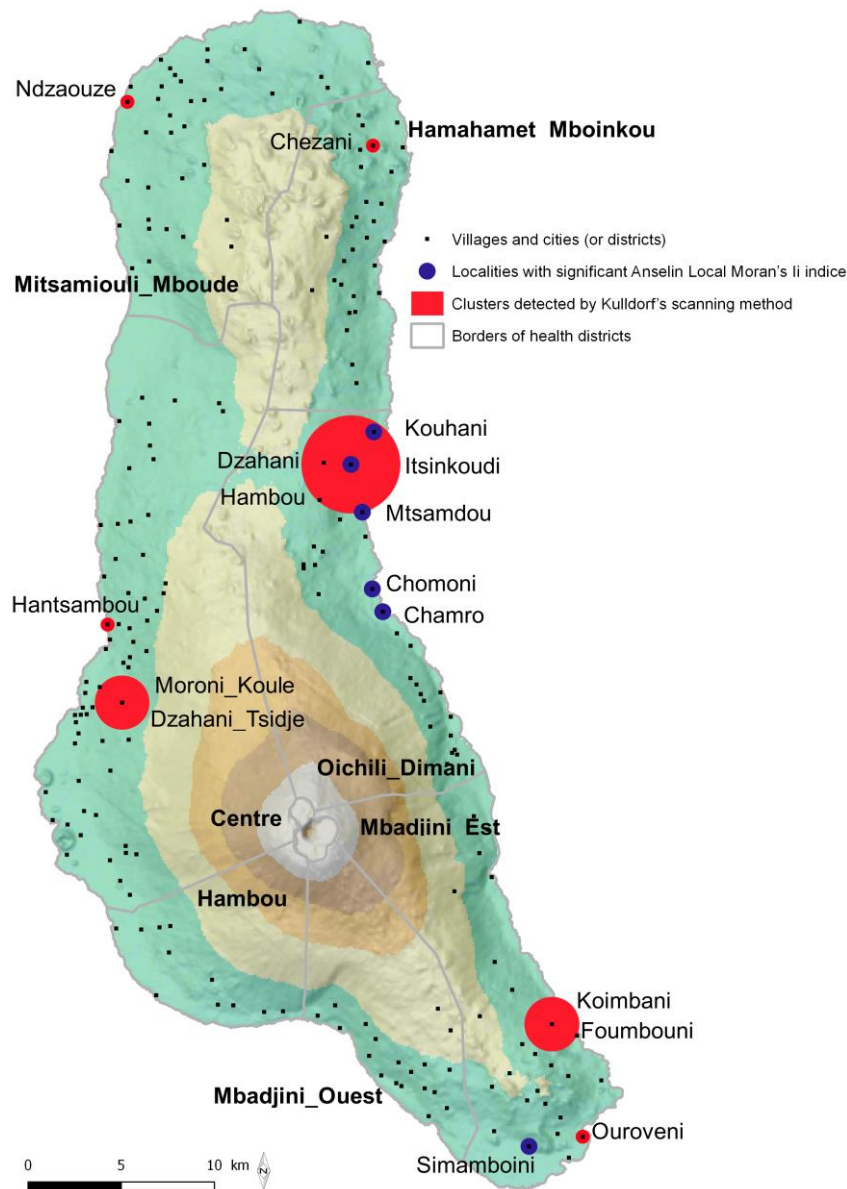 Ndzaouze
Hamahamet Mboinkou
Chezani
Villages and cities (or districts)
Localities with significant Anselin Local Moran's Ii indice
Mitsamiouli_Mboude
Clusters detected by Kulldorf's scanning method
Borders of health districts
Kouhani
Dzahani
Itsinkoudi
Hambou
Mtsamdou
Chomoni
Hantsambou
Chamro
Moroni_Koule
Dzahani_Tsidje
Oichili_Dimani
Centre
Mbadjini Est
Hambou
Koimbani
Foumbouni
Mbadjini_Ouest
Ouroveni
Simamboini
0 5 10 km
N